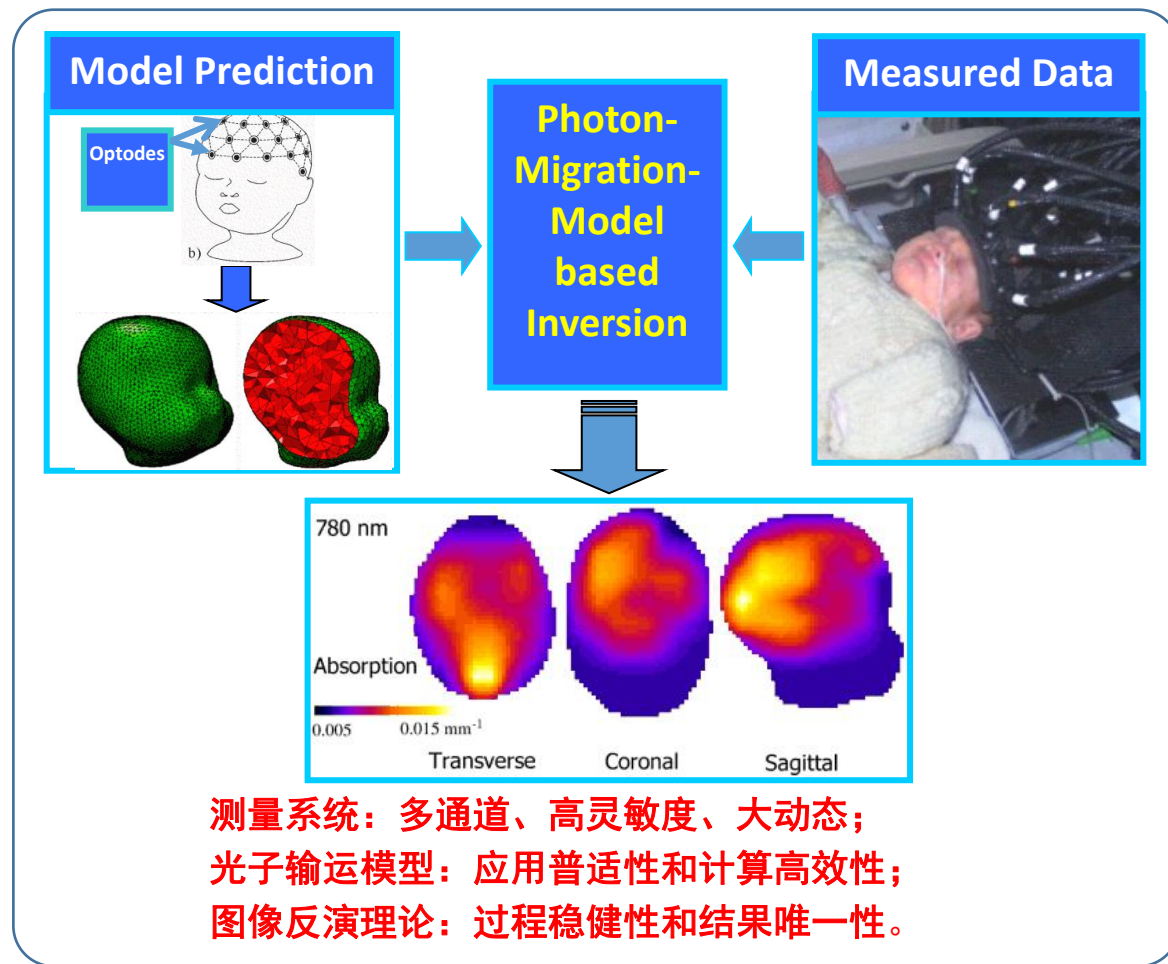 Model Prediction
Optodes
b)
Photon-
Migration-
Model
based
Inversion
Measured Data
780 nm
Absorption
0.005 0.015 mm⁻¹
Transverse Coronal Sagittal
测量系统：多通道、高灵敏度、大动态；
光子输运模型：应用普适性和计算高效性；
图像反演理论：过程稳健性和结果唯一性。